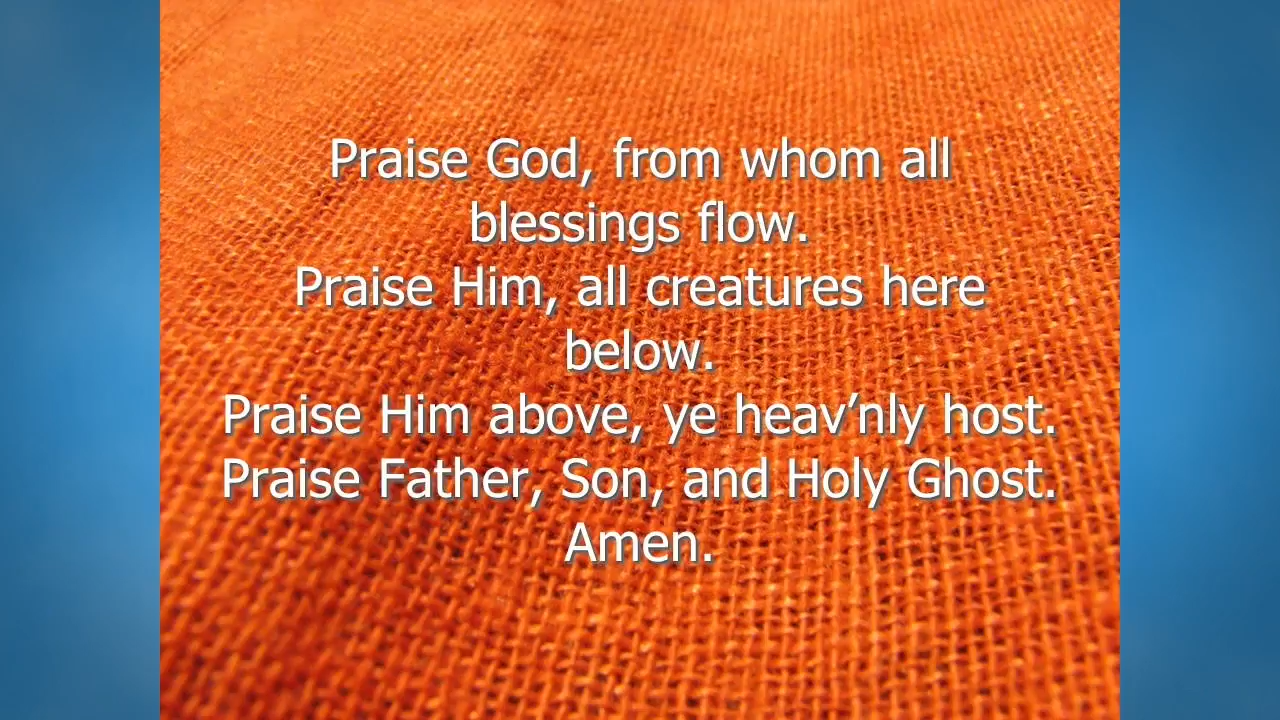 Praise God, from whom all
blessings flow.
Praise Him, all creatures here
below.
Praise Him above, ye heav’nly host.
Praise Father, Son, and Holy Ghost.
Amen.